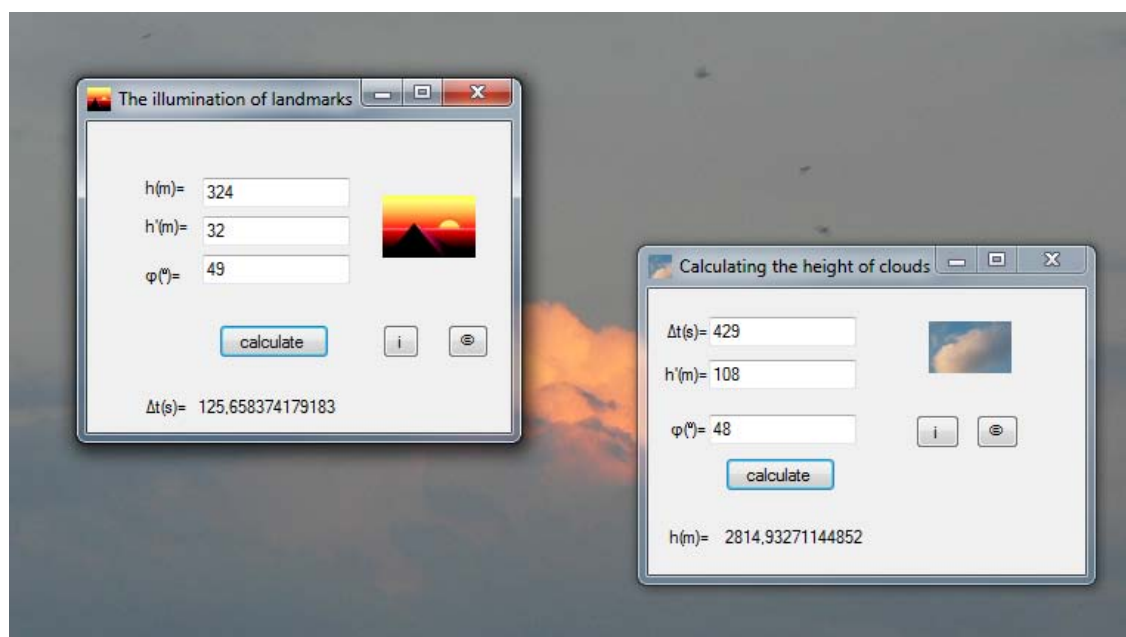 The illumination of landmarks
h(m)= 324
h'(m)= 32
φ(º)= 49
calculate
i
Δt(s)= 125,658374179183
Calculating the height of clouds
Δt(s)= 429
h'(m)= 108
φ(º)= 48
i
calculate
h(m)= 2814,93271144852